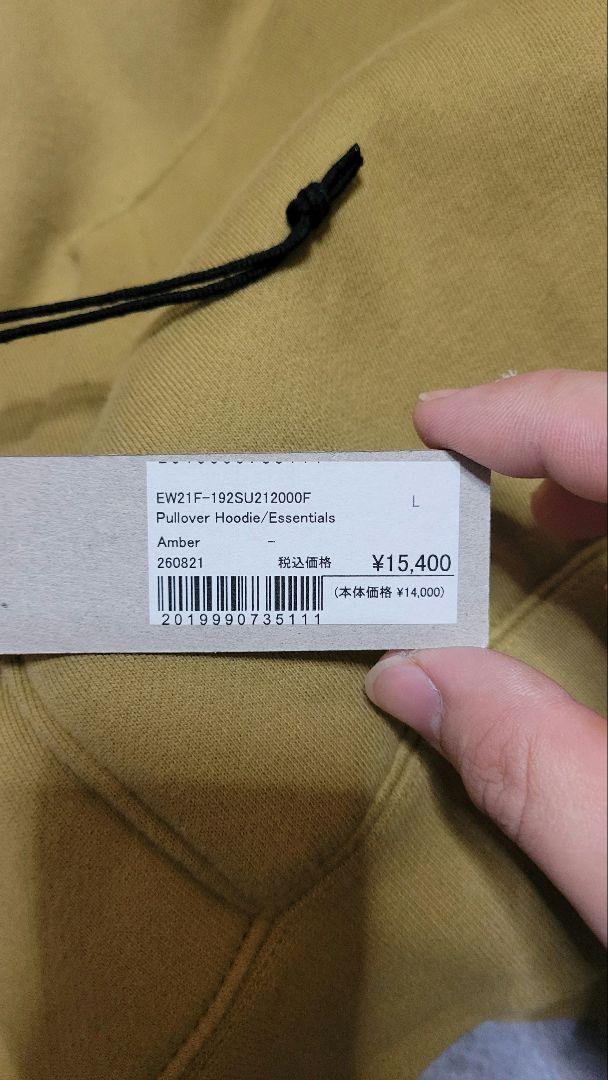 EW21F-192SU212000F L
Pullover Hoodie/Essentials
Amber -
260821 税込価格 ¥15,400
(本体価格 ¥14,000)
2019990735111